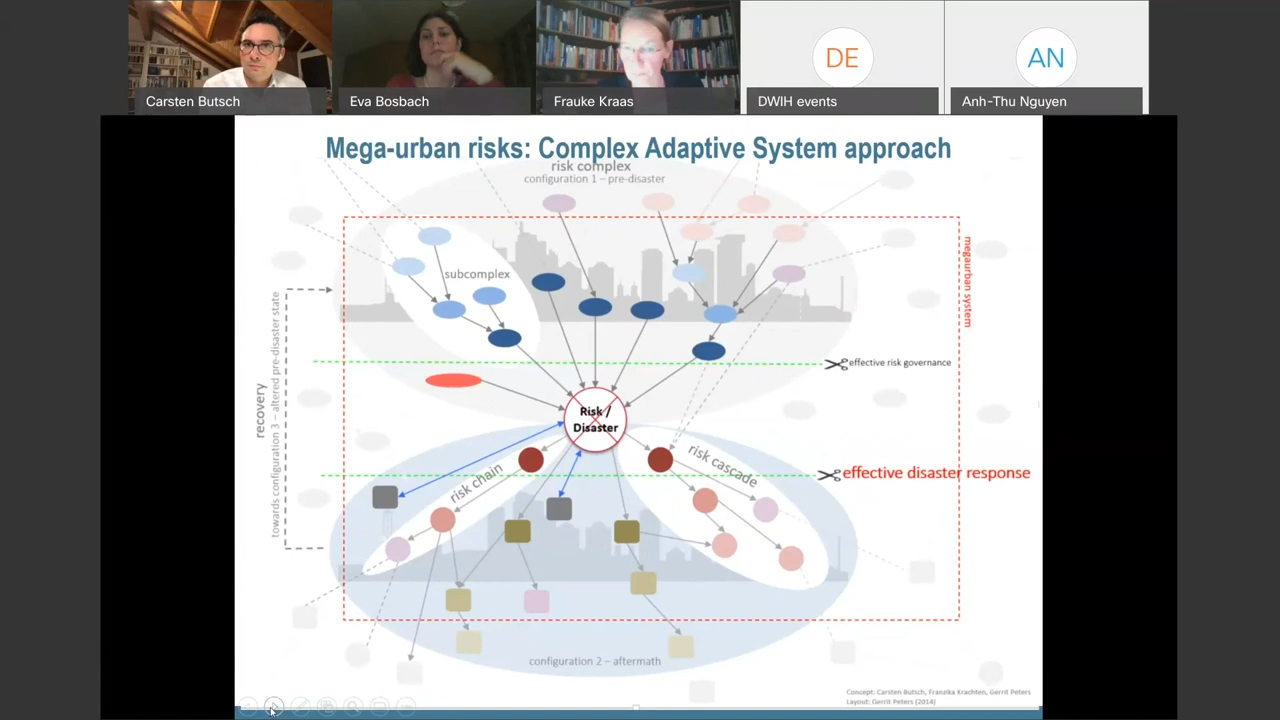 DE
AN
Carsten Butsch
Eva Bosbach
Frauke Kraas
DWIH events
Anh-Thu Nguyen
Mega-urban risks: Complex Adaptive System approach
risk complex
configuration 1 – pre-disaster
megaurban system
subcomplex
effective risk governance
recovery
towards configuration 3 – altered pre-disaster state
Risk /
Disaster
risk chain
risk cascade
effective disaster response
configuration 2 – aftermath
Concept: Carsten Butsch, Franzika Krachten, Gerrit Peters
Layout: Gerrit Peters (2014)